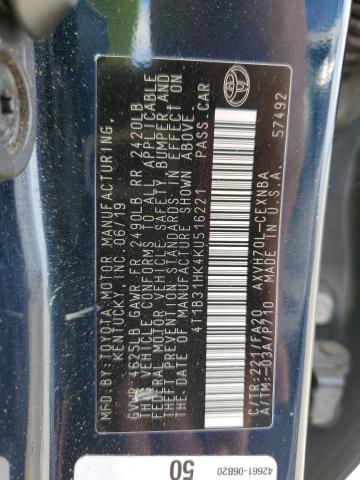 MFD.BY:TOYOTA MOTOR MANUFACTURING,
KENTUCKY, INC. 06/19
GVWR 4625LB GAWR:FR 2490LB RR 2420LB
THIS VEHICLE CONFORMS TO ALL APPLICABLE
FEDERAL MOTOR VEHICLE SAFETY, BUMPER AND
THEFT PREVENTION STANDARDS IN EFFECT ON
THE DATE OF MANUFACTURE SHOWN ABOVE.
4T1B31HK4KU516221 PASS.CAR
C/TR:221/FA20 AXVH70L-CEXNBA
A/TM:-03A/P710 MADE IN U.S.A.
57492
TOYOTA
42661-06B20
50